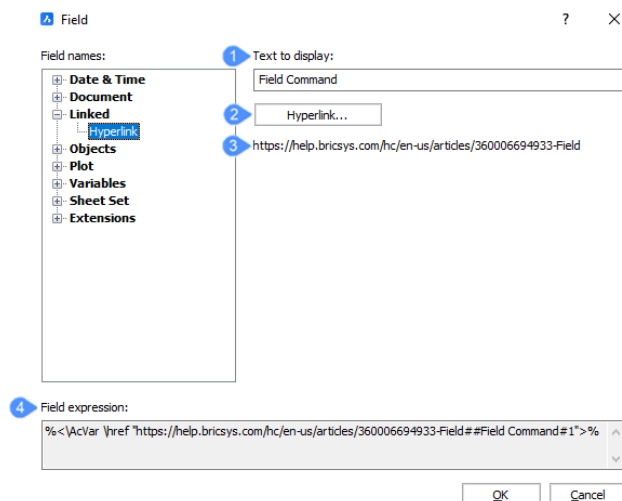 Field ?
Field names:
Date & Time
Document
Linked
Hyperlink
Objects
Plot
Variables
Sheet Set
Extensions
1 Text to display:
Field Command
2 Hyperlink...
3 https://help.bricsys.com/hc/en-us/articles/360006694933-Field
4 Field expression:
%<\AcVar \href "https://help.bricsys.com/hc/en-us/articles/360006694933-Field##Field Command#1">%
OK Cancel